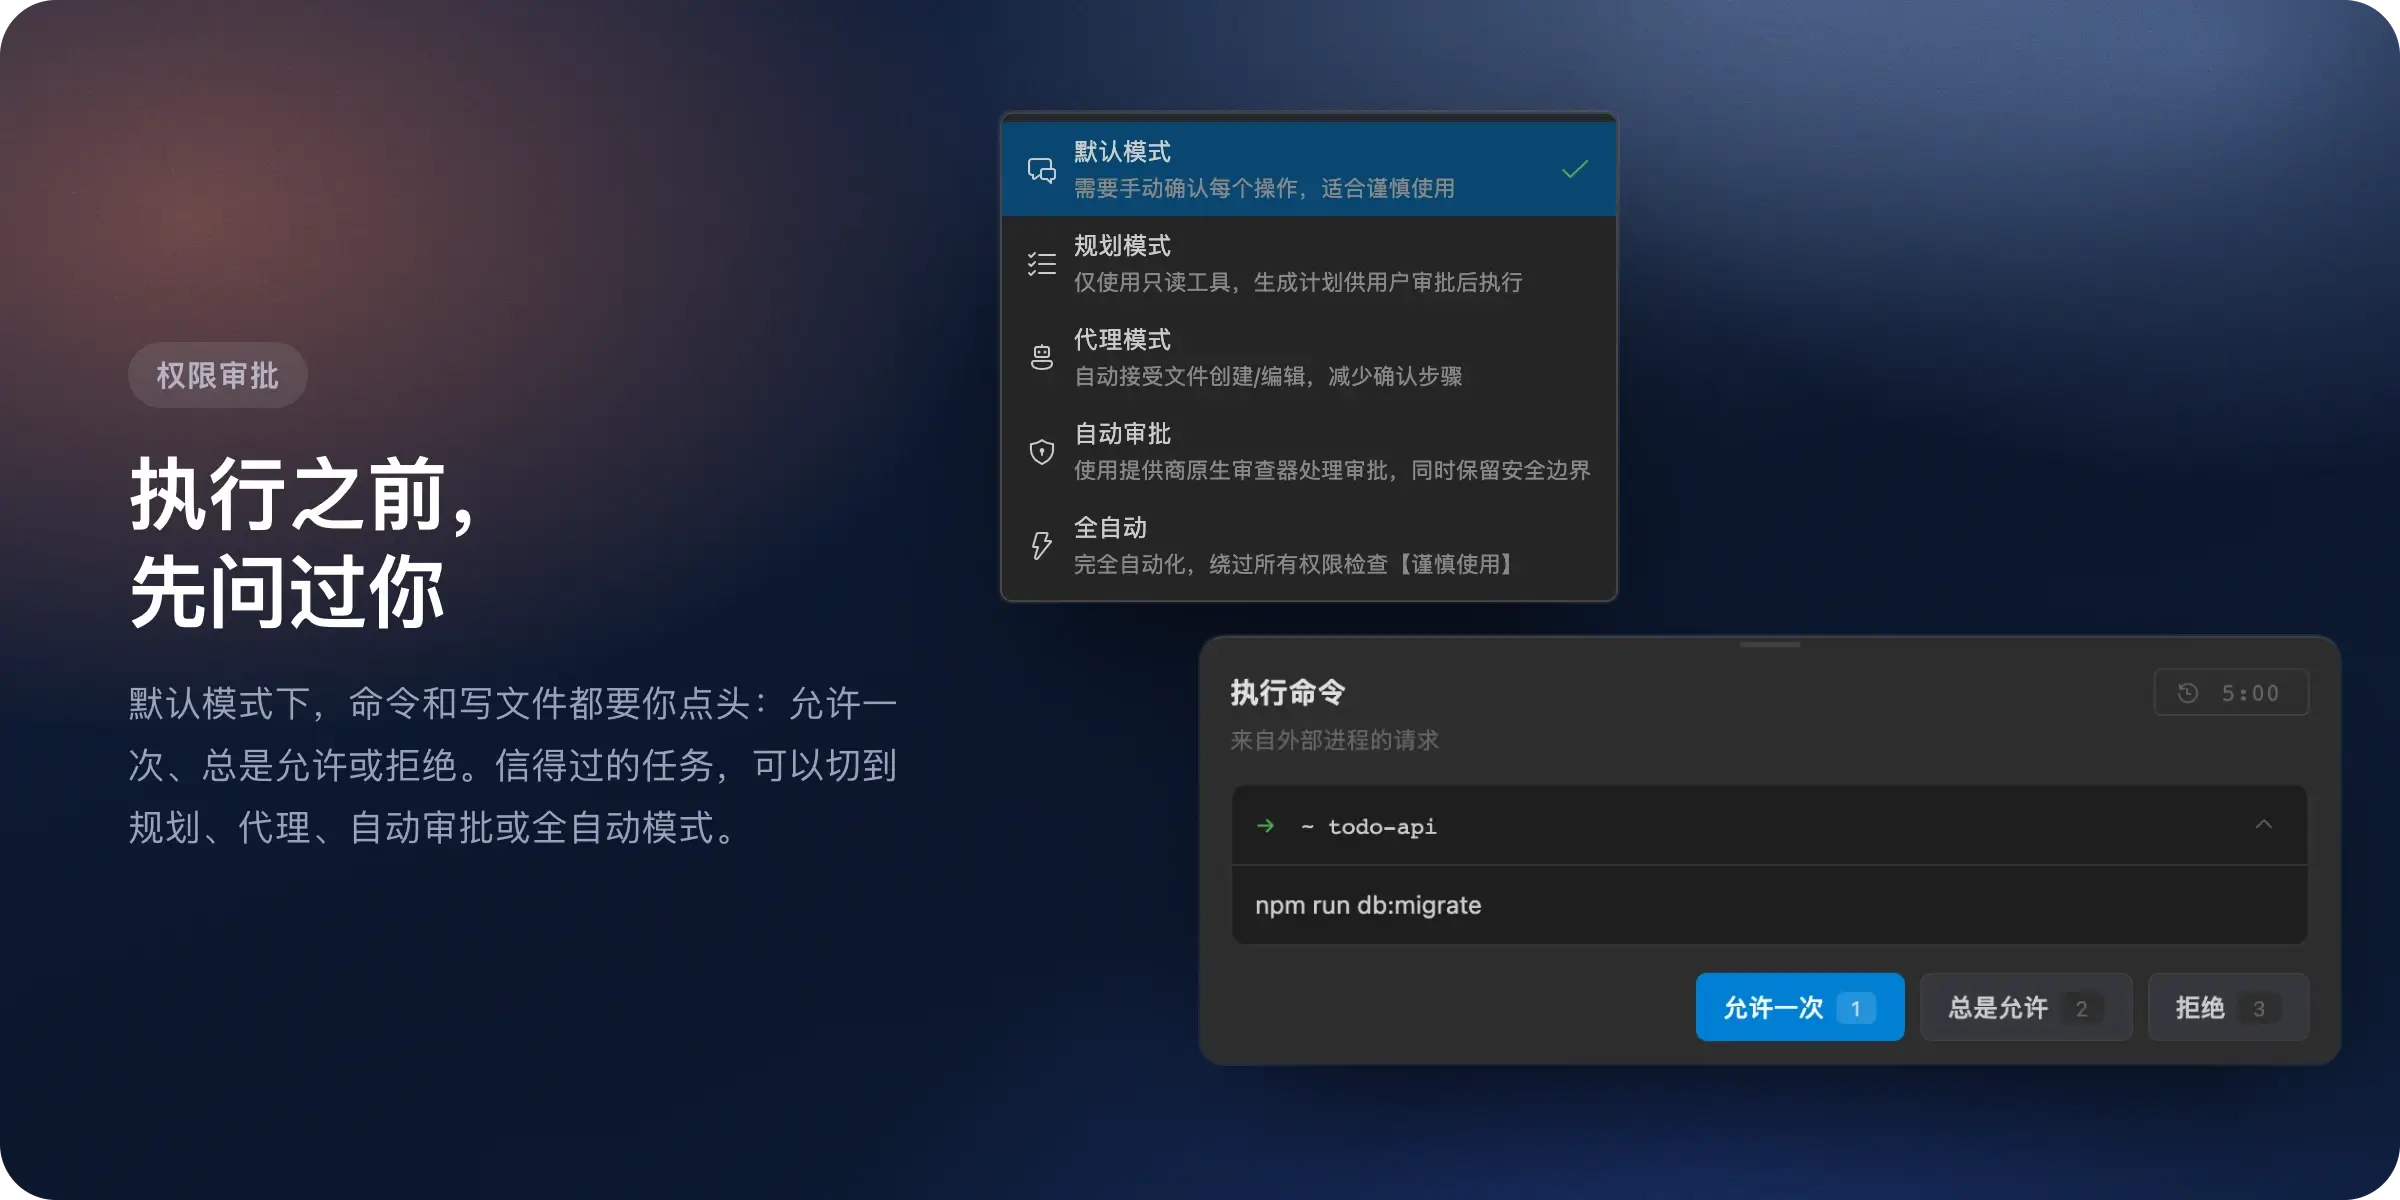 权限审批
执行之前，
先问过你
默认模式下，命令和写文件都要你点头：允许一
次、总是允许或拒绝。信得过的任务，可以切到
规划、代理、自动审批或全自动模式。
默认模式
需要手动确认每个操作，适合谨慎使用
规划模式
仅使用只读工具，生成计划供用户审批后执行
代理模式
自动接受文件创建/编辑，减少确认步骤
自动审批
使用提供商原生审查器处理审批，同时保留安全边界
全自动
完全自动化，绕过所有权限检查【谨慎使用】
执行命令
5:00
来自外部进程的请求
~ todo-api
npm run db:migrate
允许一次 1
总是允许 2
拒绝 3